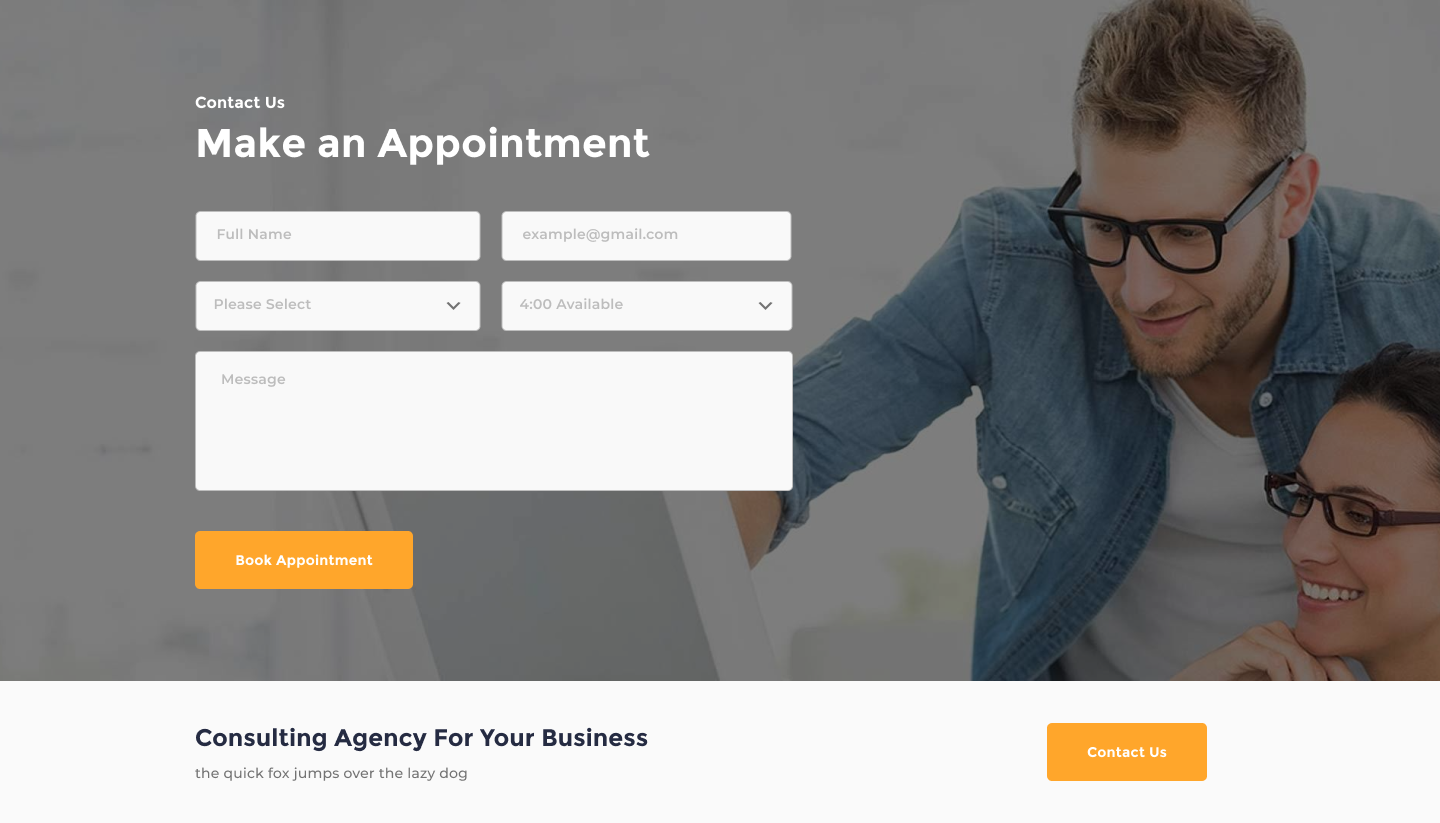 Contact Us
Make an Appointment
Full Name
example@gmail.com
Please Select
4:00 Available
Message
Book Appointment
Consulting Agency For Your Business
the quick fox jumps over the lazy dog
Contact Us